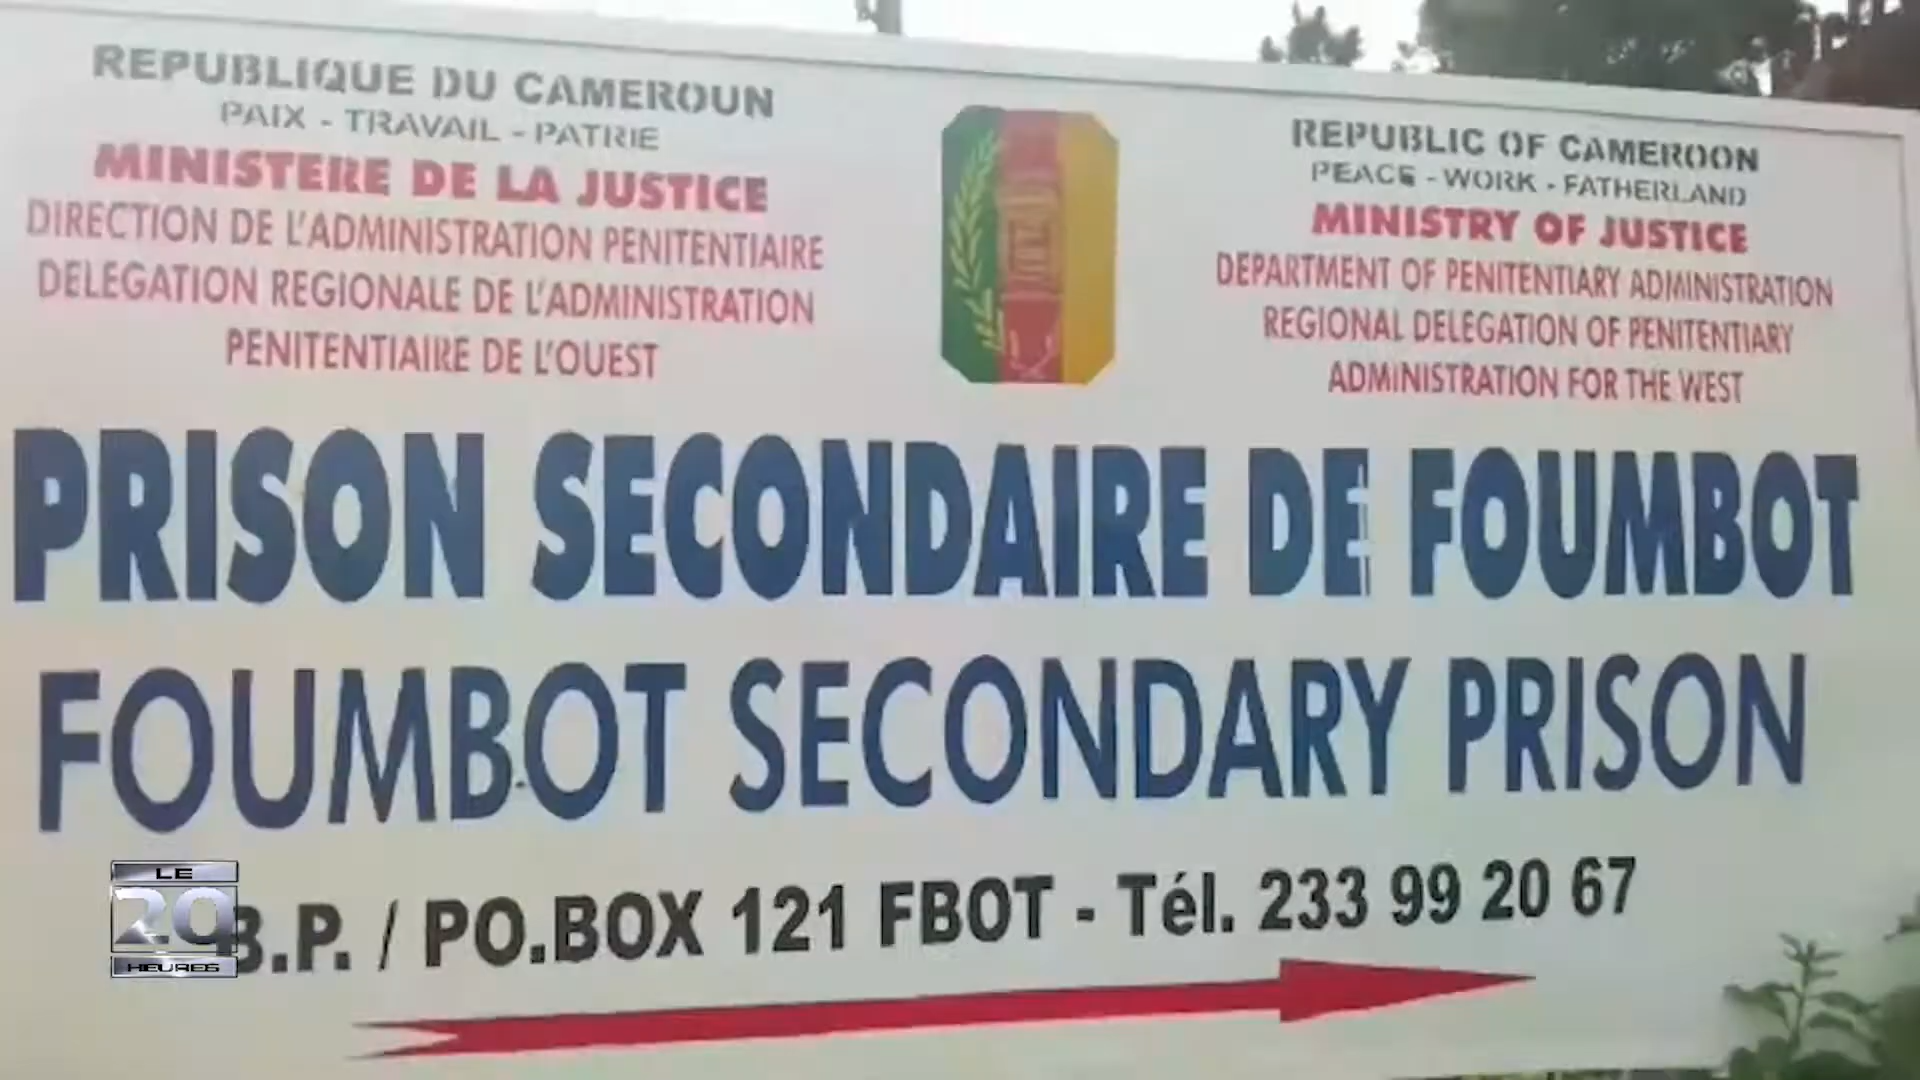 REPUBLIQUE DU CAMEROUN
PAIX - TRAVAIL - PATRIE
MINISTERE DE LA JUSTICE
DIRECTION DE L'ADMINISTRATION PENITENTIAIRE
DELEGATION REGIONALE DE L'ADMINISTRATION
PENITENTIAIRE DE L'OUEST
REPUBLIC OF CAMEROON
PEACE - WORK - FATHERLAND
MINISTRY OF JUSTICE
DEPARTMENT OF PENITENTIARY ADMINISTRATION
REGIONAL DELEGATION OF PENITENTIARY
ADMINISTRATION FOR THE WEST
PRISON SECONDAIRE DE FOUMBOT
FOUMBOT SECONDARY PRISON
B.P. / PO.BOX 121 FBOT - Tél. 233 99 20 67
LE
20
HEURES